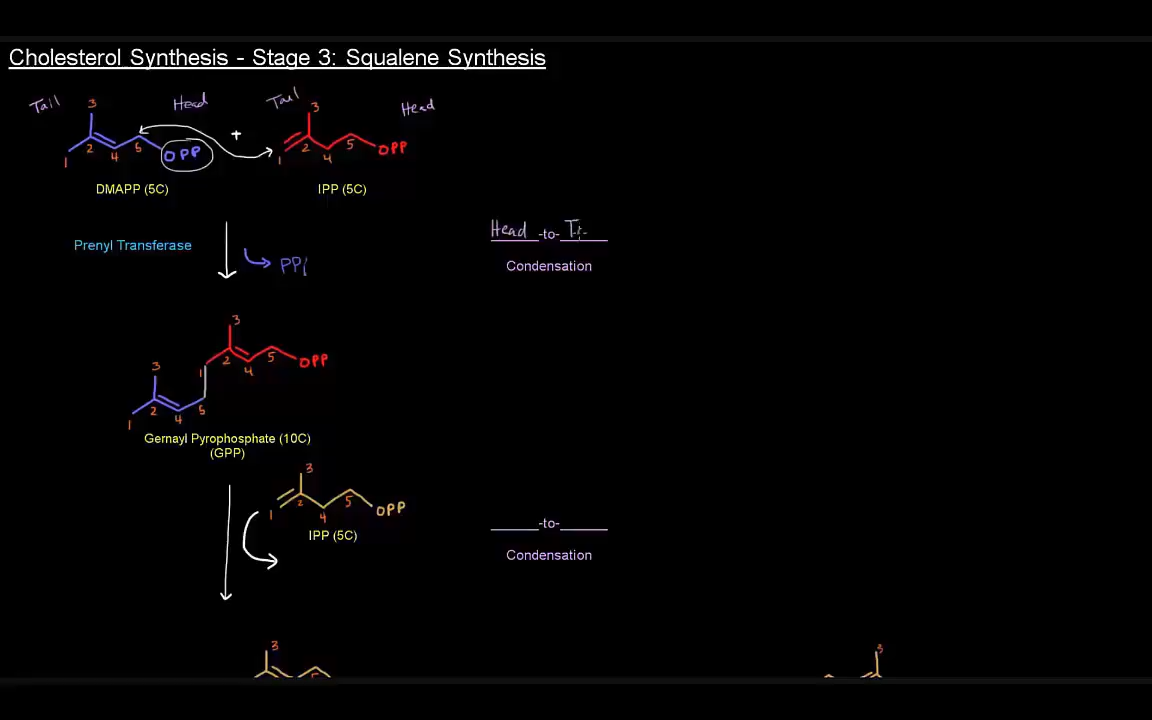 Cholesterol Synthesis - Stage 3: Squalene Synthesis
Tail 3 Head Tail 3 Head
+
1 2 4 5 OPP 1 2 4 5 OPP
DMAPP (5C) IPP (5C)
Head -to- T
Prenyl Transferase
PPi
Condensation
3
1 2 4 5 OPP
3
1 2 4 5
Gernayl Pyrophosphate (10C)
(GPP)
3
1 2 4 5 OPP
-to-
IPP (5C)
Condensation
3 3
5